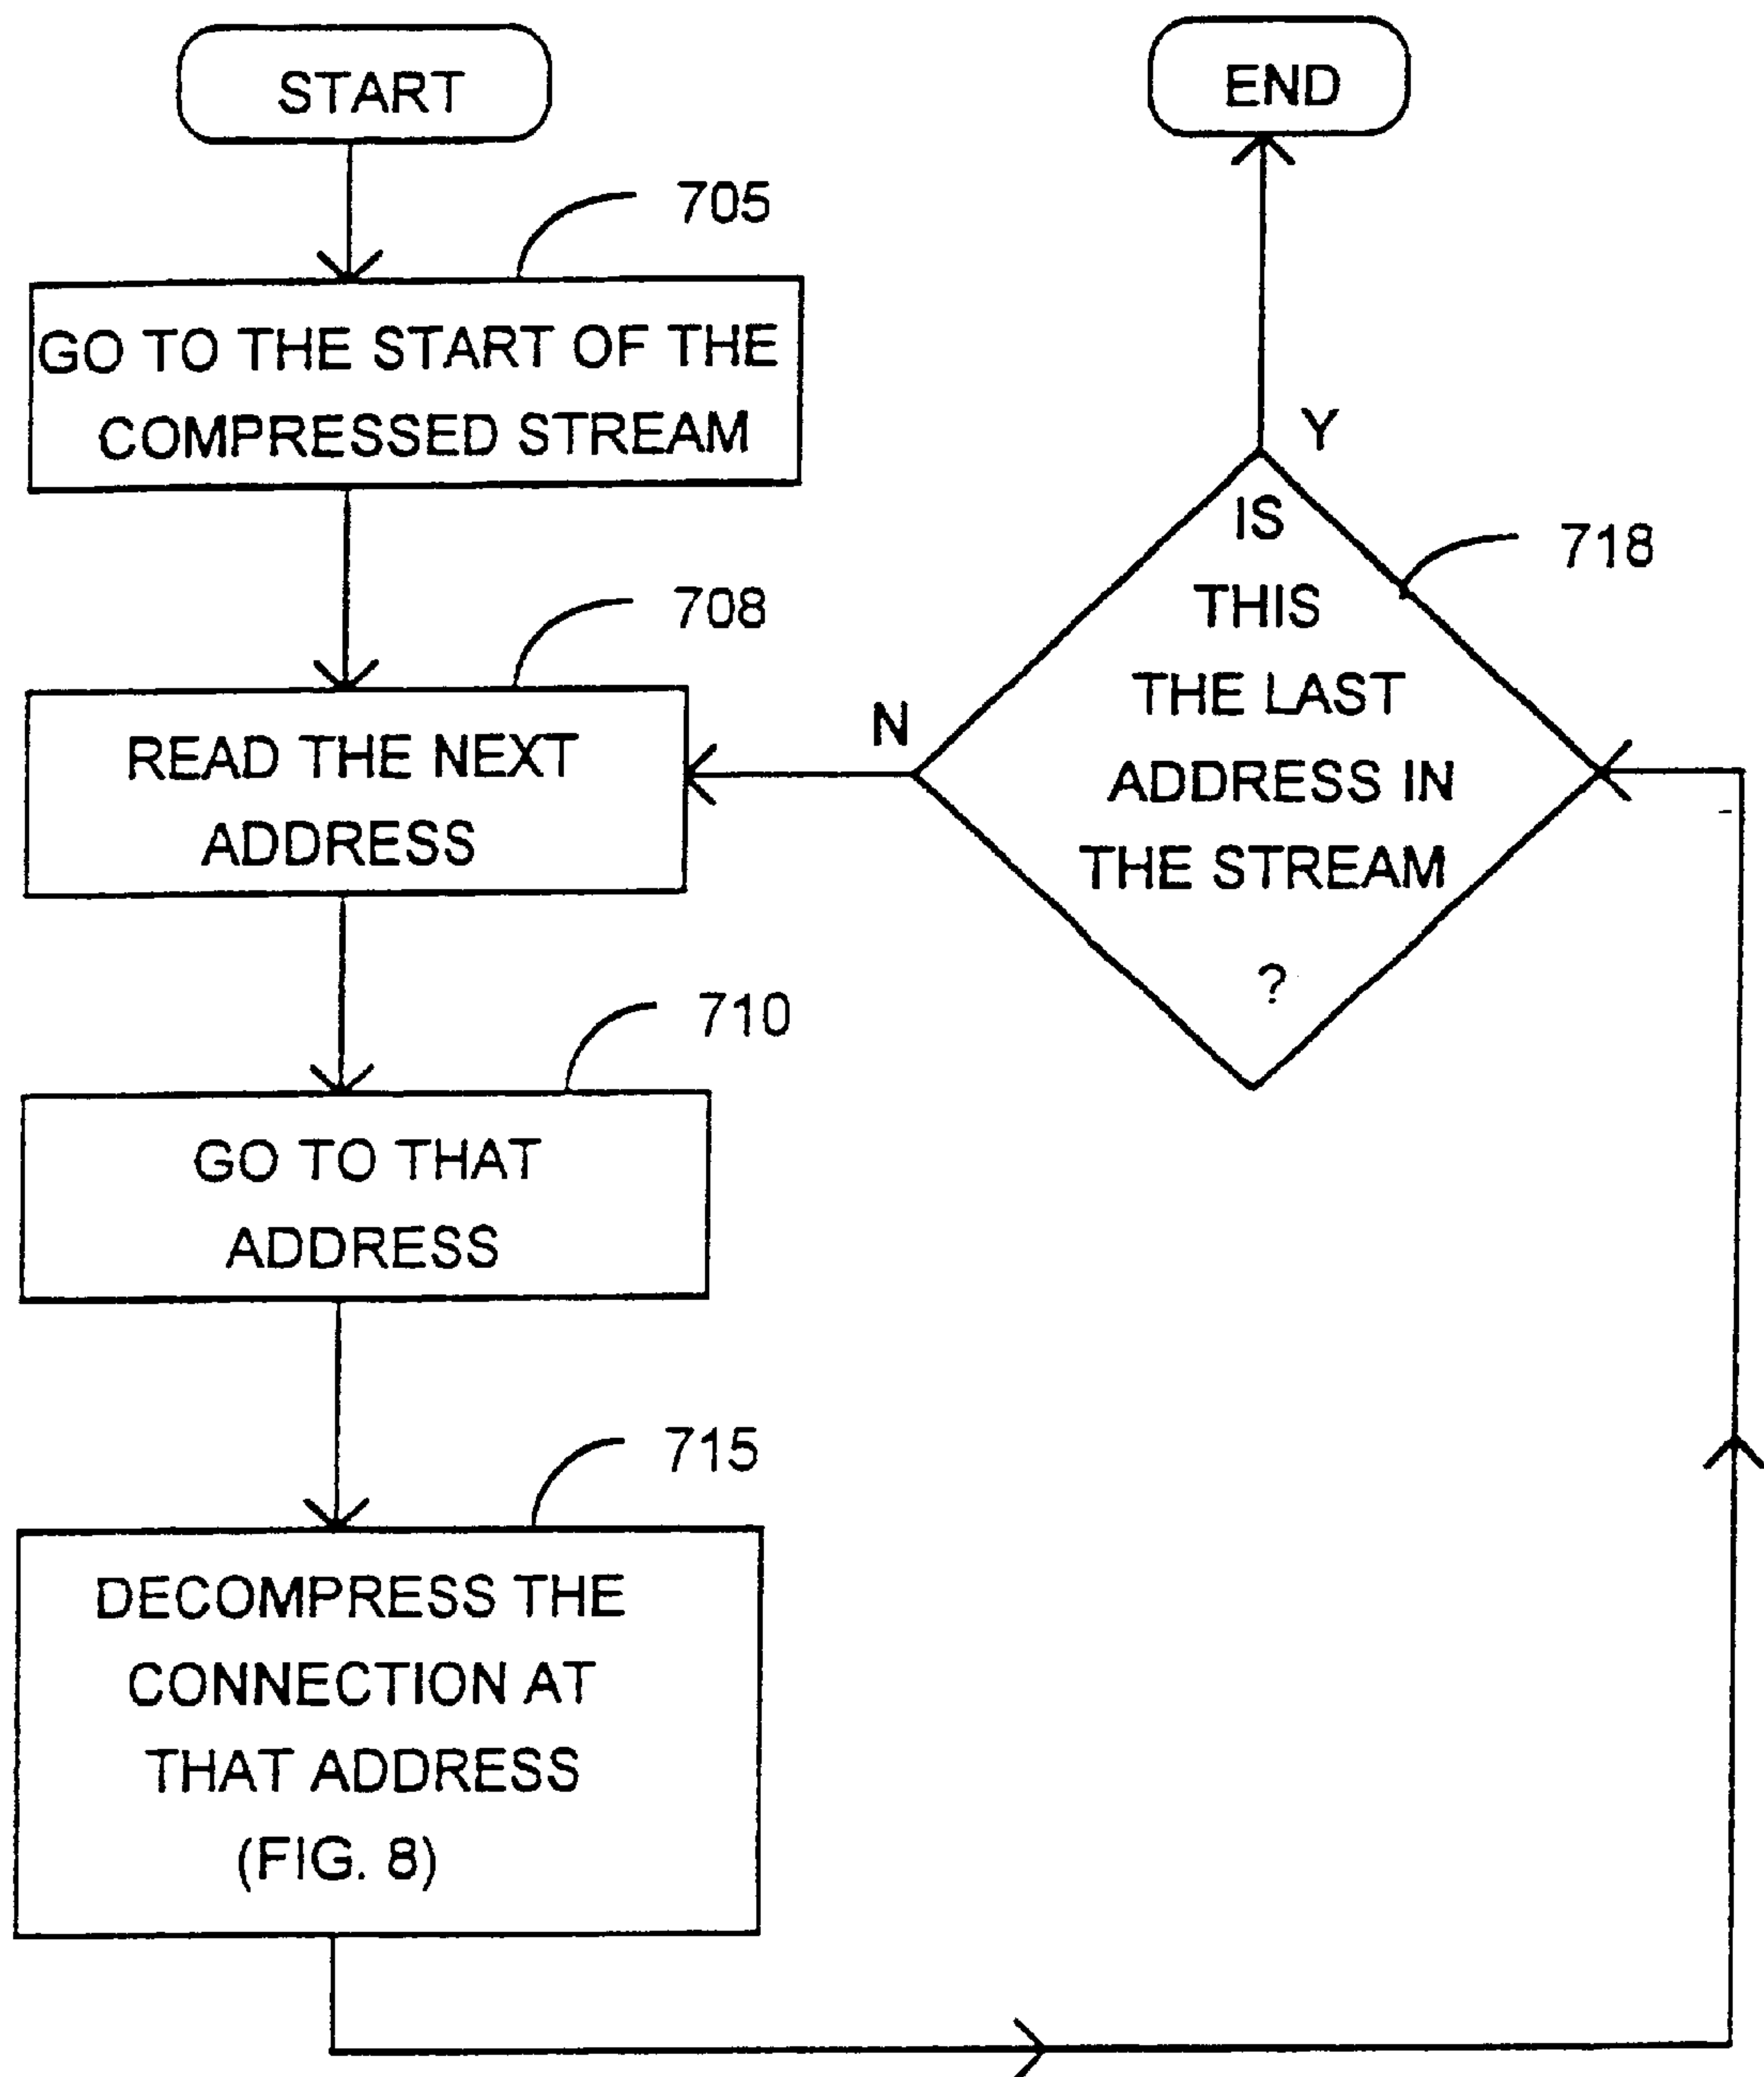 START
705
GO TO THE START OF THE
COMPRESSED STREAM
708
READ THE NEXT
ADDRESS
710
GO TO THAT
ADDRESS
715
DECOMPRESS THE
CONNECTION AT
THAT ADDRESS
(FIG. 8)
END
Y
718
IS
THIS
THE LAST
ADDRESS IN
THE STREAM
?
N